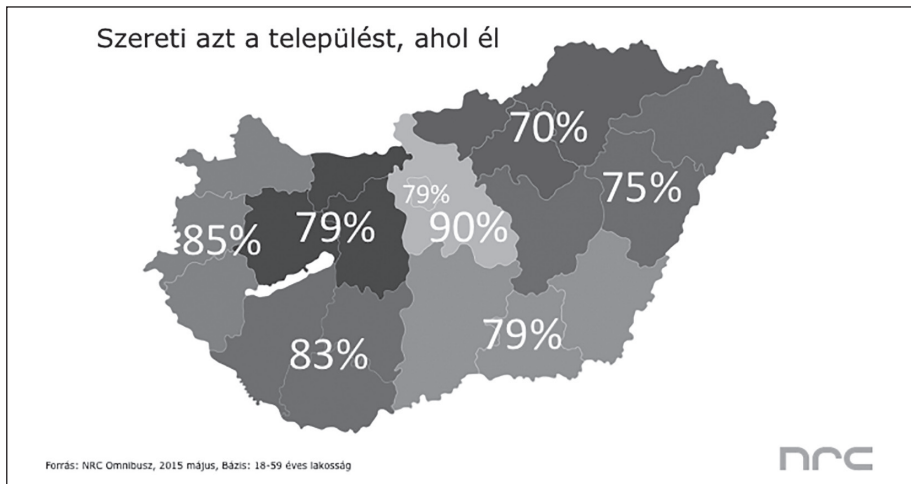 Szereti azt a települést, ahol él
70%
75%
79%
90%
85%
79%
79%
83%
Forrás: NRC Omnibusz, 2015 május, Bázis: 18-59 éves lakosság
nrc